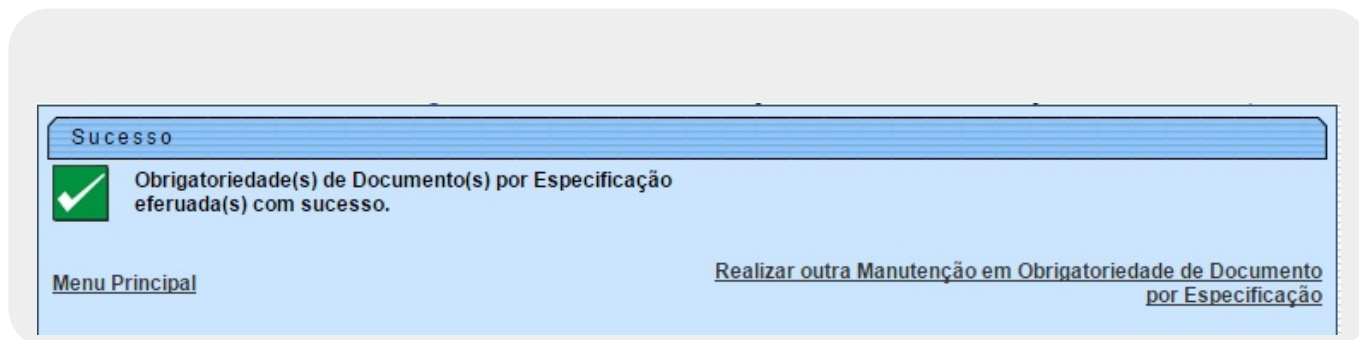 Sucesso
Obrigatoriedade(s) de Documento(s) por Especificação
eferuada(s) com sucesso.
Menu Principal
Realizar outra Manutenção em Obrigatoriedade de Documento
por Especificação